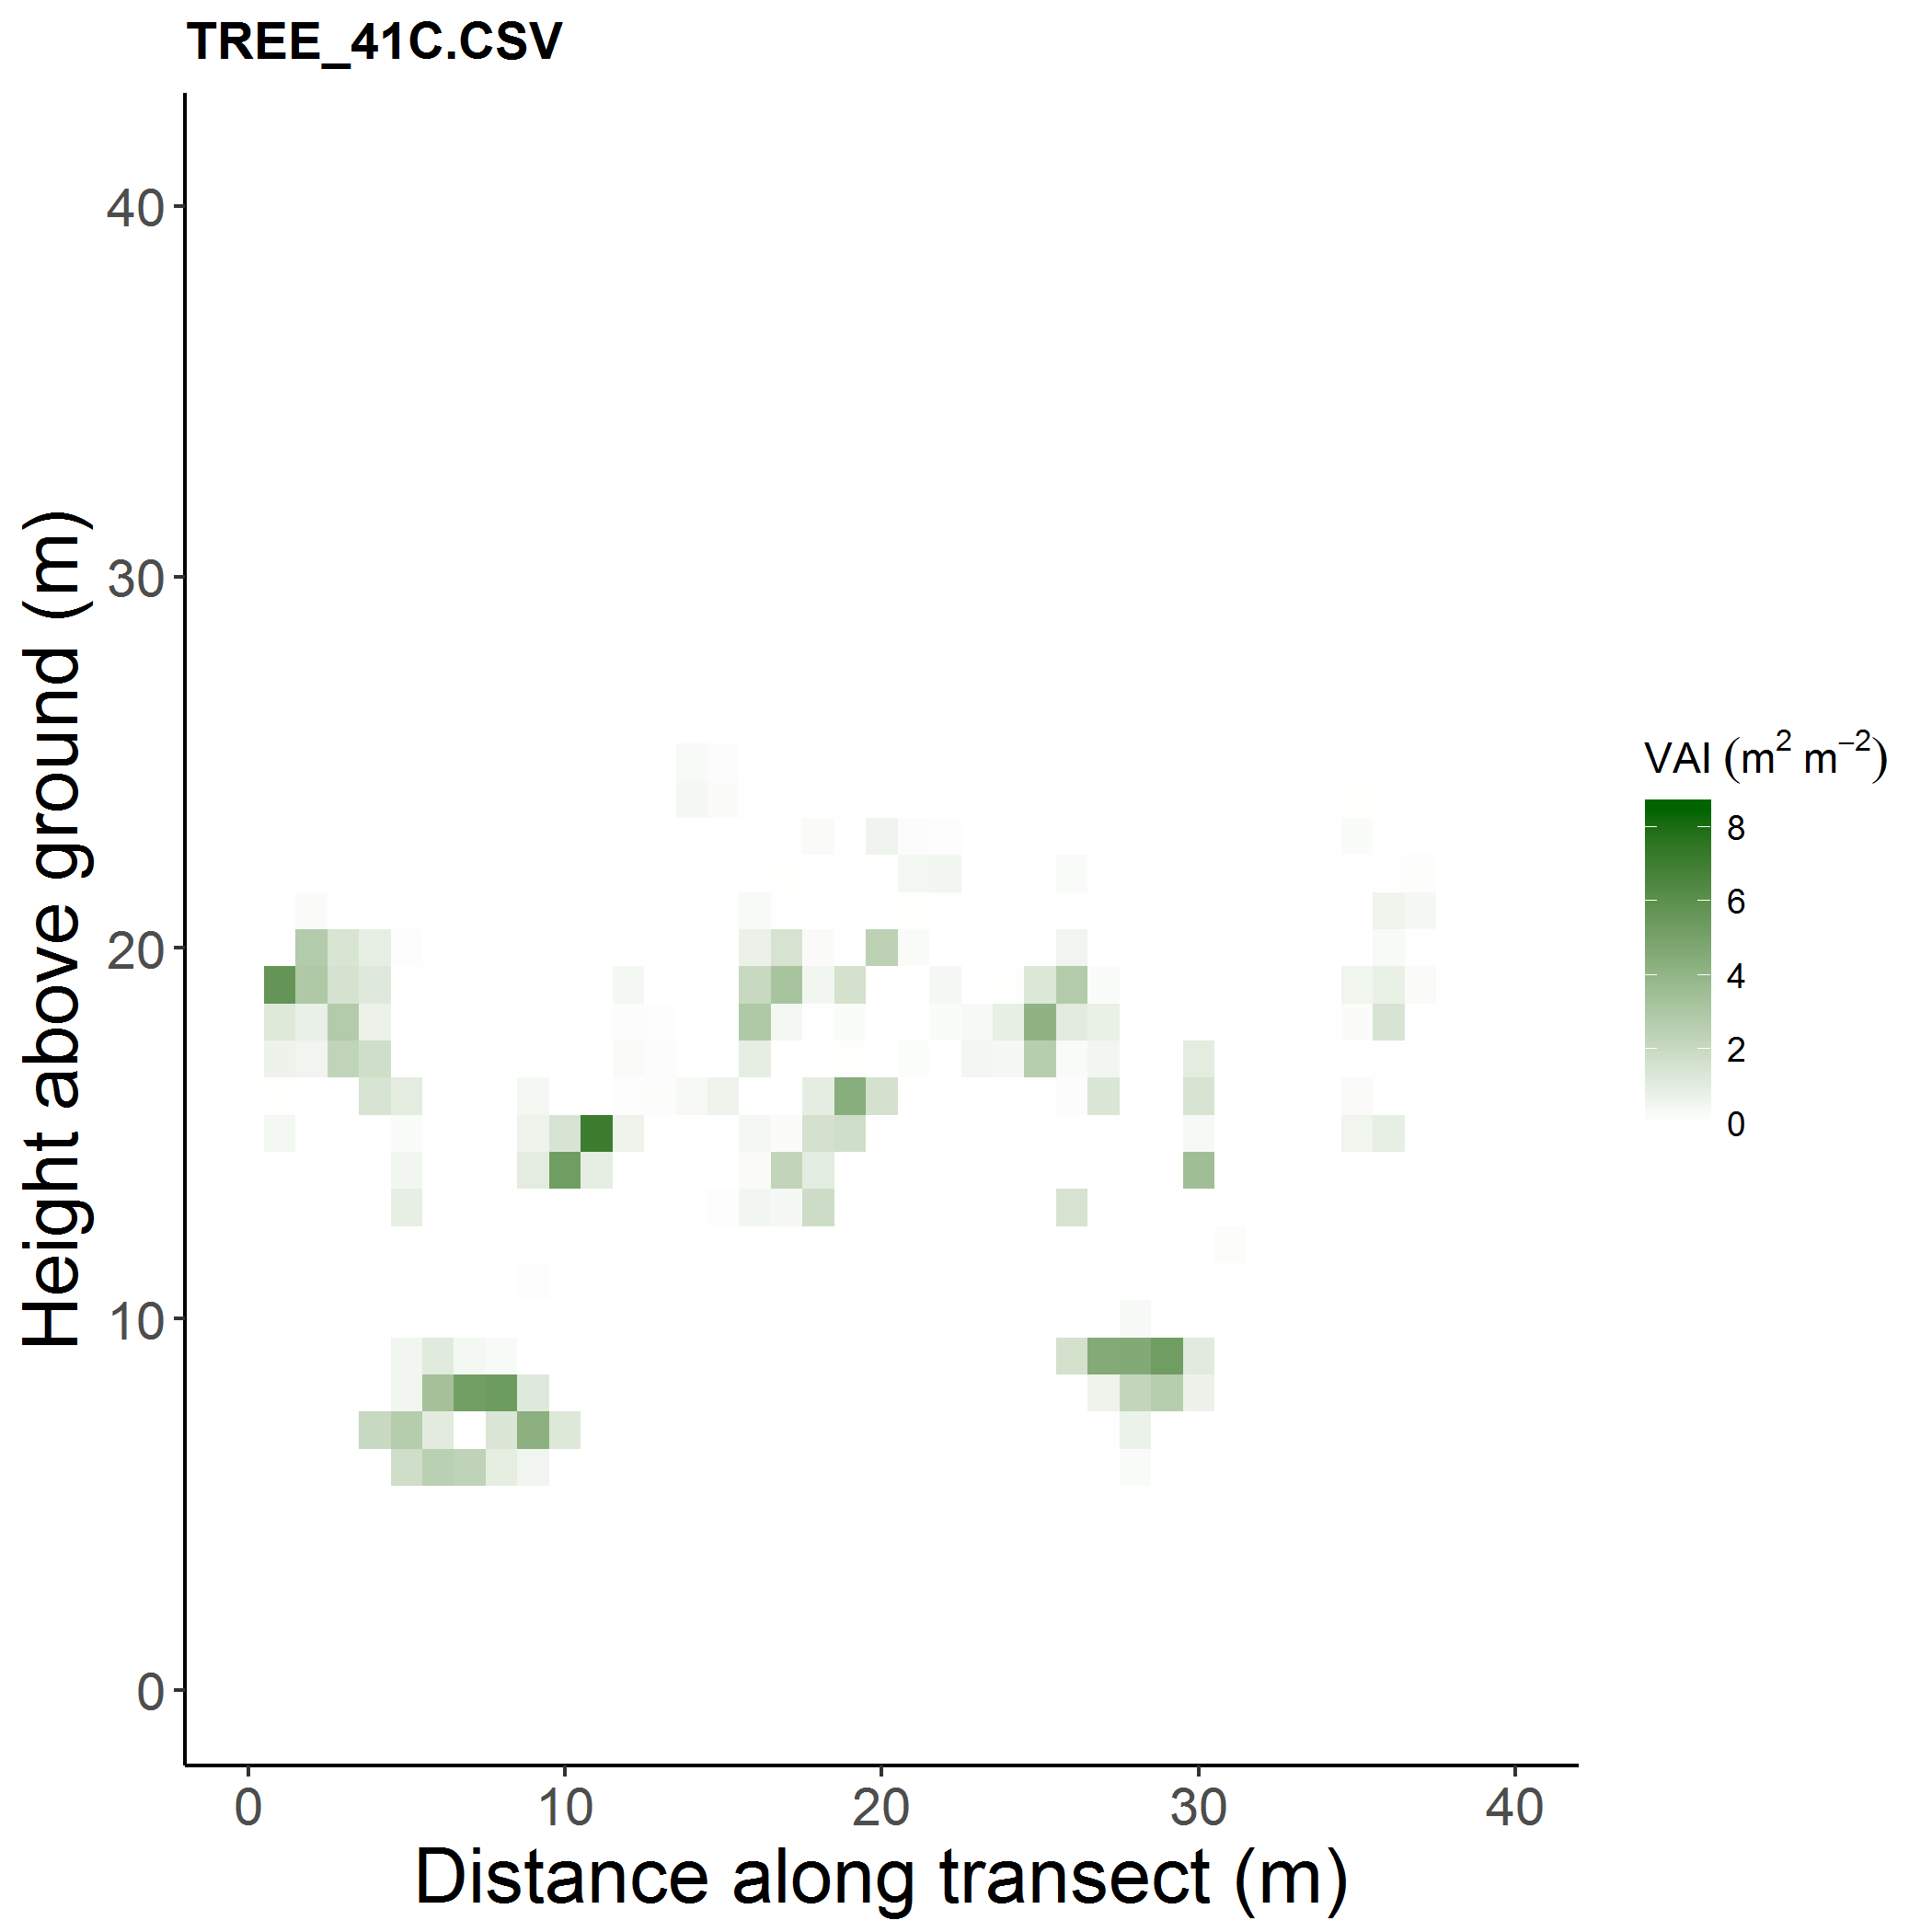 TREE_41C.CSV
40
30
20
10
0
Height above ground (m)
0 10 20 30 40
Distance along transect (m)
VAI (m² m⁻²)
8
6
4
2
0